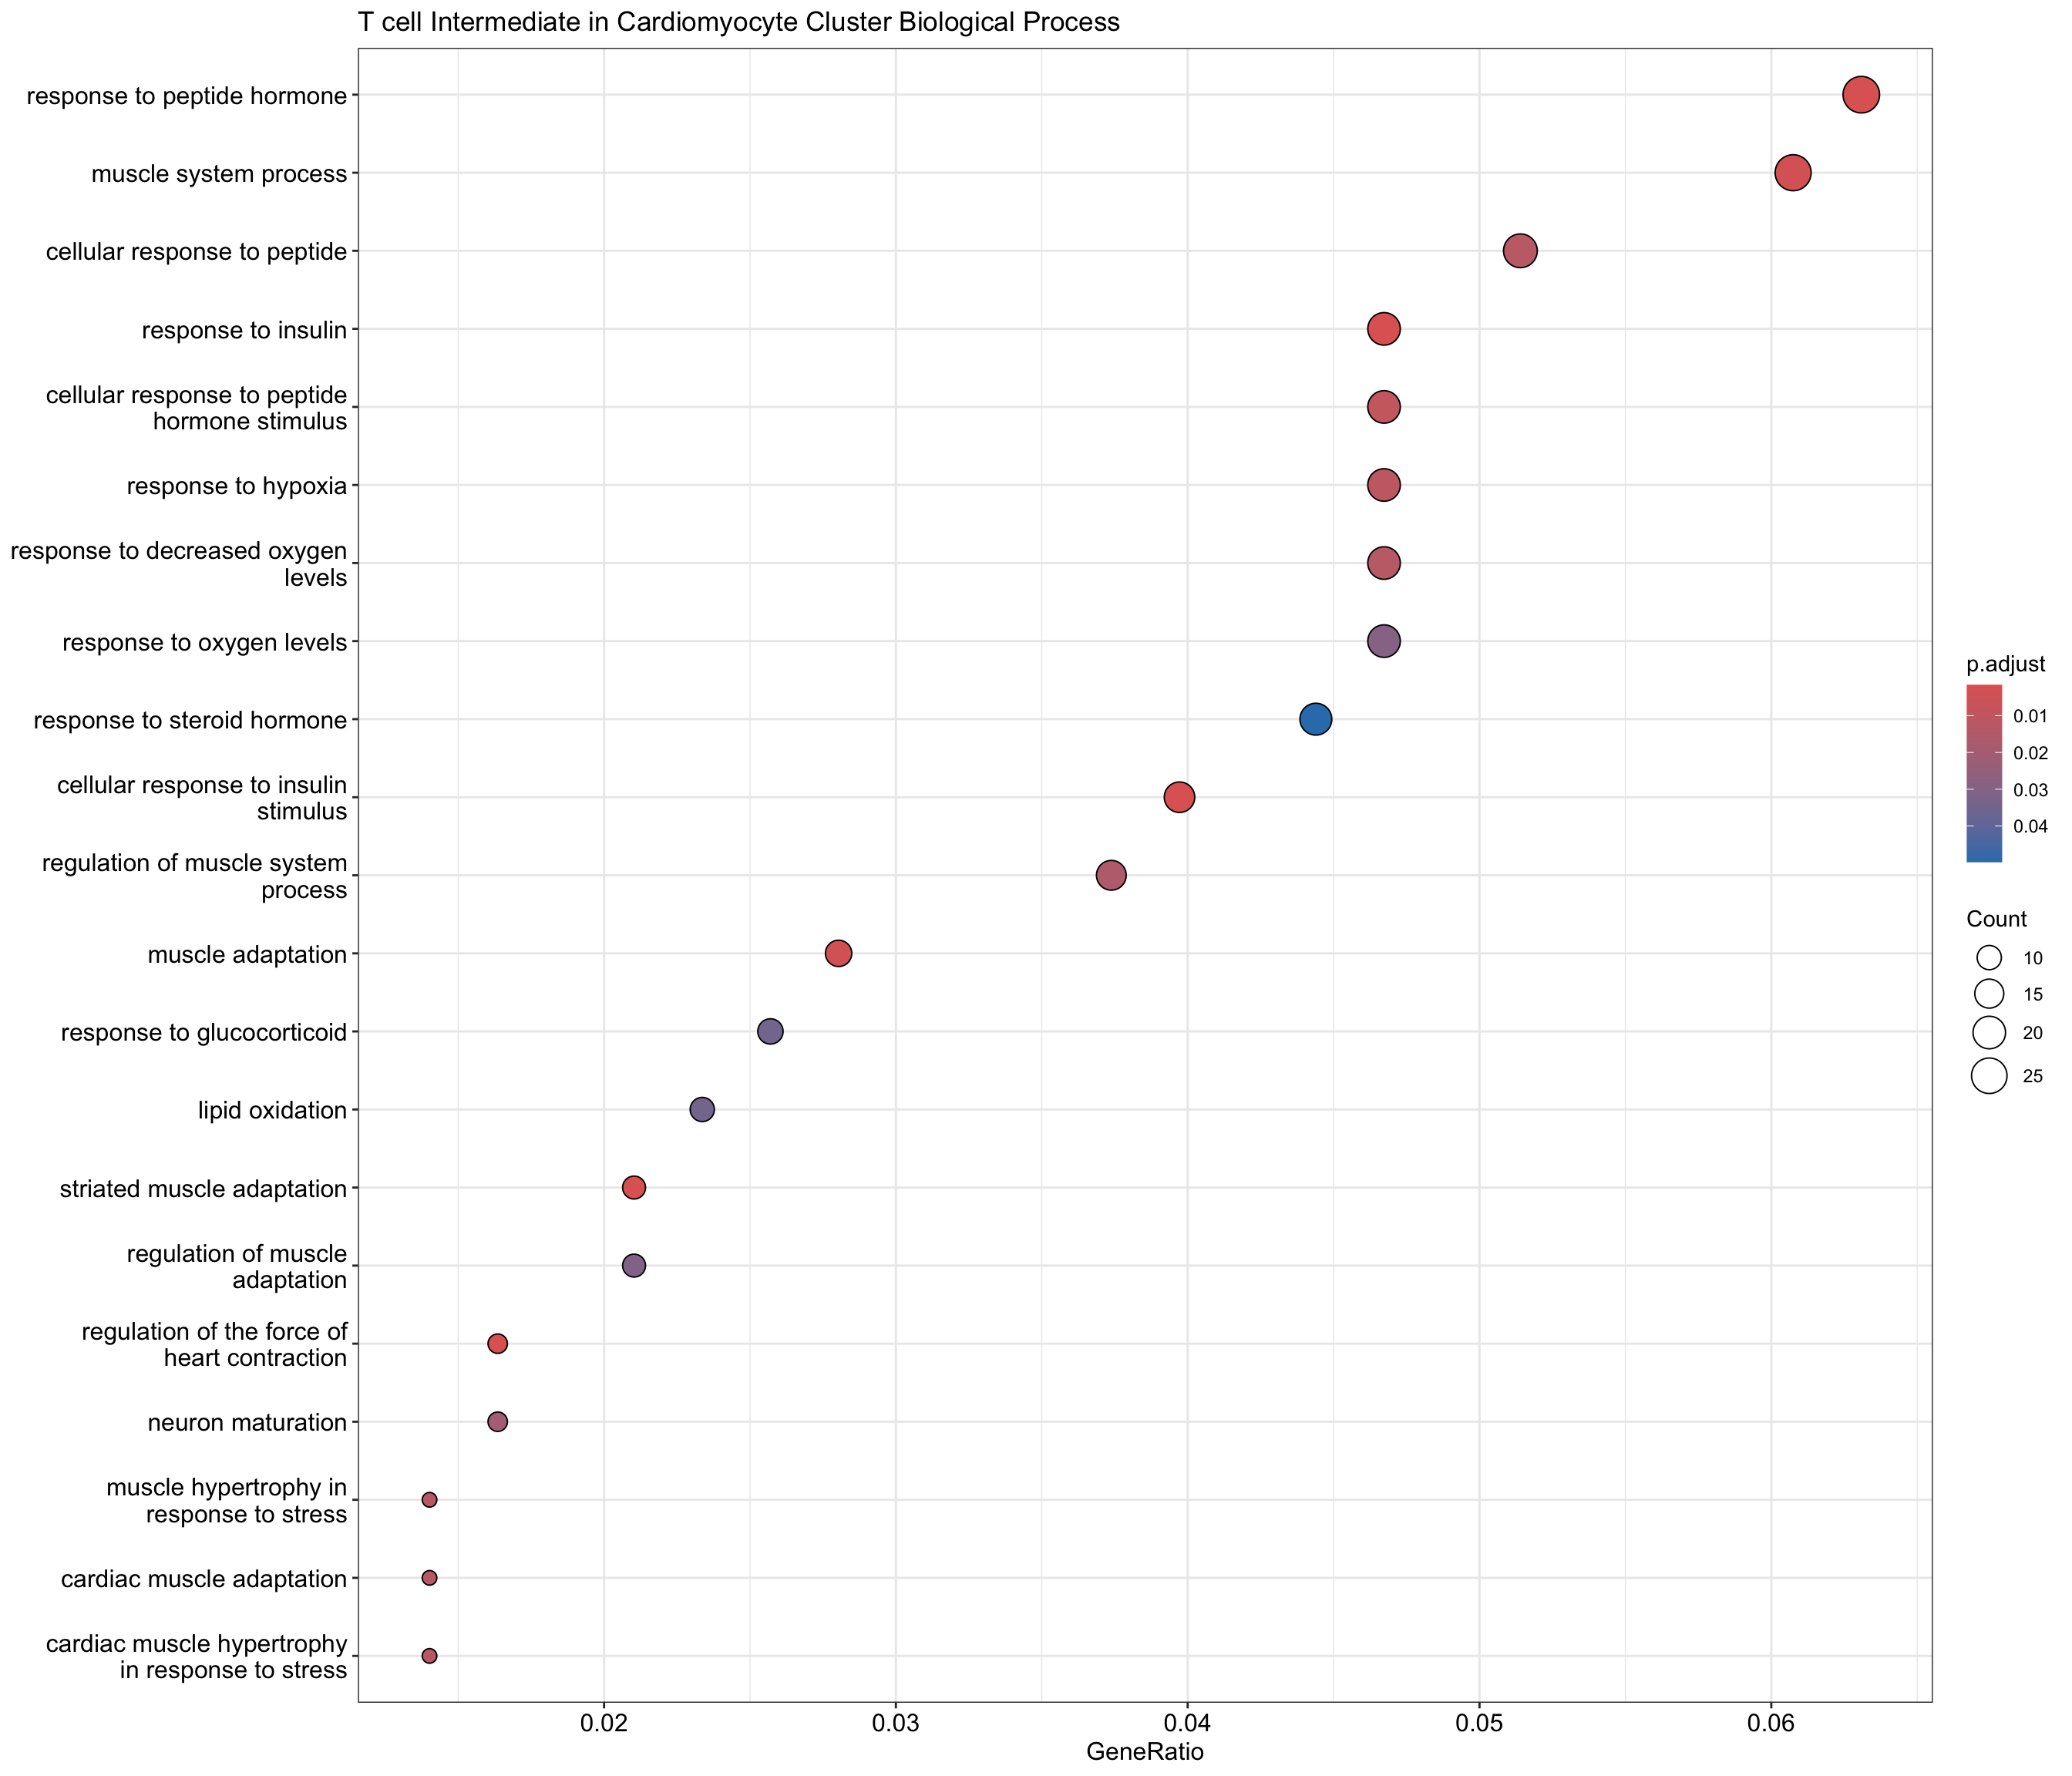 T cell Intermediate in Cardiomyocyte Cluster Biological Process
response to peptide hormone
muscle system process
cellular response to peptide
response to insulin
cellular response to peptide
hormone stimulus
response to hypoxia
response to decreased oxygen
levels
response to oxygen levels
response to steroid hormone
cellular response to insulin
stimulus
regulation of muscle system
process
muscle adaptation
response to glucocorticoid
lipid oxidation
striated muscle adaptation
regulation of muscle
adaptation
regulation of the force of
heart contraction
neuron maturation
muscle hypertrophy in
response to stress
cardiac muscle adaptation
cardiac muscle hypertrophy
in response to stress
0.02 0.03 0.04 0.05 0.06
GeneRatio
p.adjust
0.01
0.02
0.03
0.04
Count
10
15
20
25